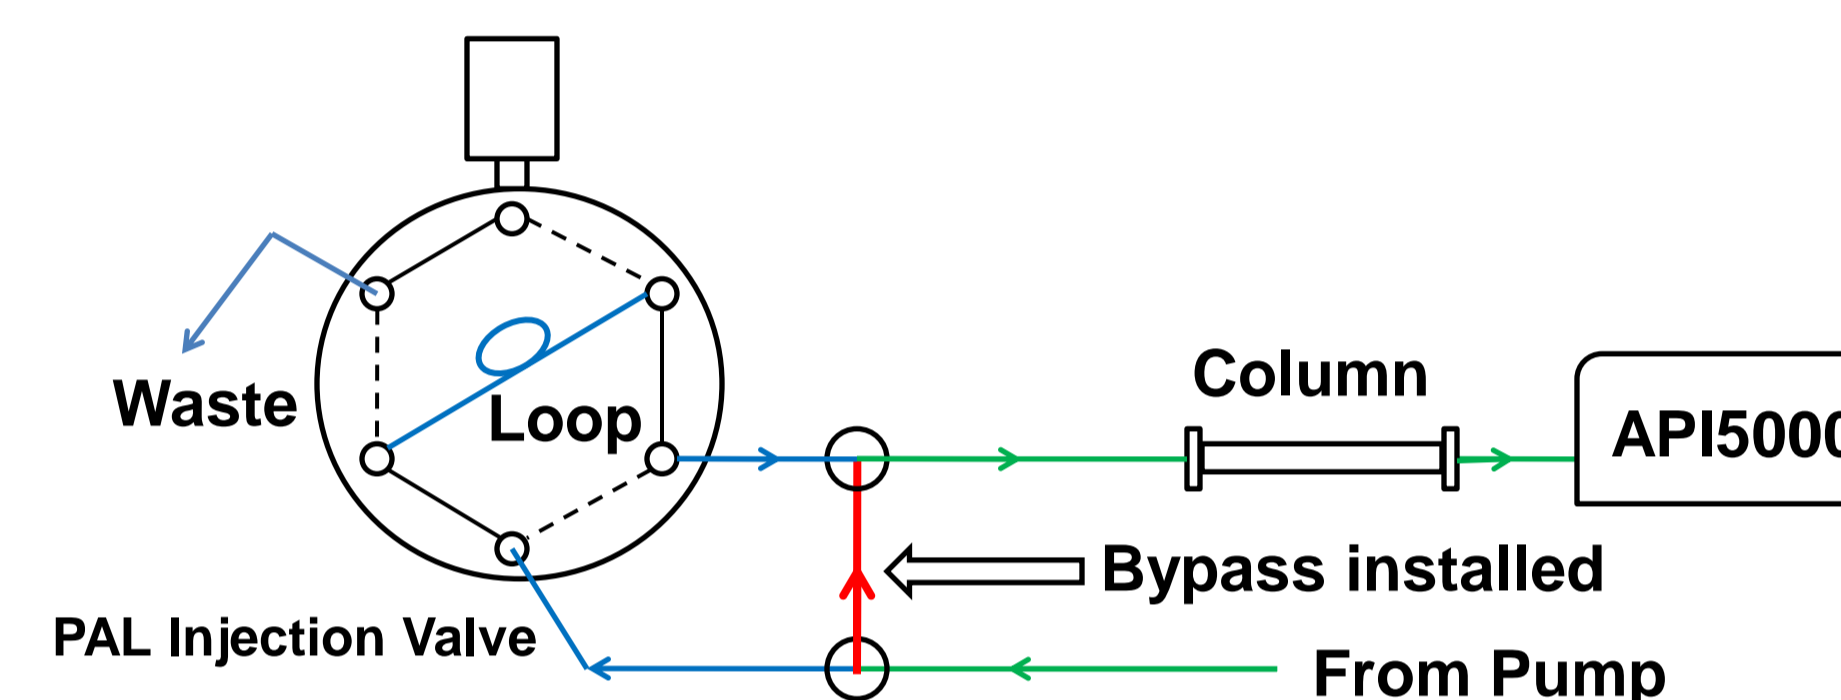 Column
Waste
Loop
API5000
Bypass installed
PAL Injection Valve
From Pump